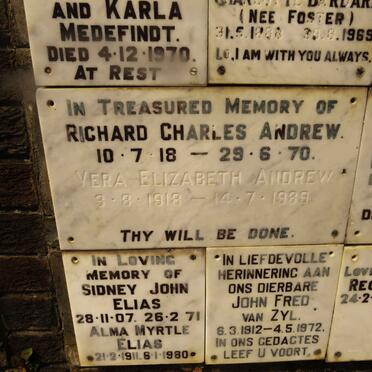 AND KARLA
MEDEFINDT.
DIED 4·12·1970.
AT REST
(NEE FOSTER)
LO, I AM WITH YOU ALWAYS,
IN TREASURED MEMORY OF
RICHARD CHARLES ANDREW.
10·7·18 — 29·6·70.
VERA ELIZABETH ANDREW
3·8·1918 — 14·7·1989
THY WILL BE DONE.
IN LOVING
MEMORY OF
SIDNEY JOHN
ELIAS
28·11·07. 26·2·71
ALMA MYRTLE
ELIAS
21·2·1911. 6·1·1980
IN LIEFDEVOLLE
HERINNERING AAN
ONS DIERBARE
JOHN FRED
VAN ZYL.
6.3.1912—4.5.1972.
IN ONS GEDAGTES
LEEF U VOORT.